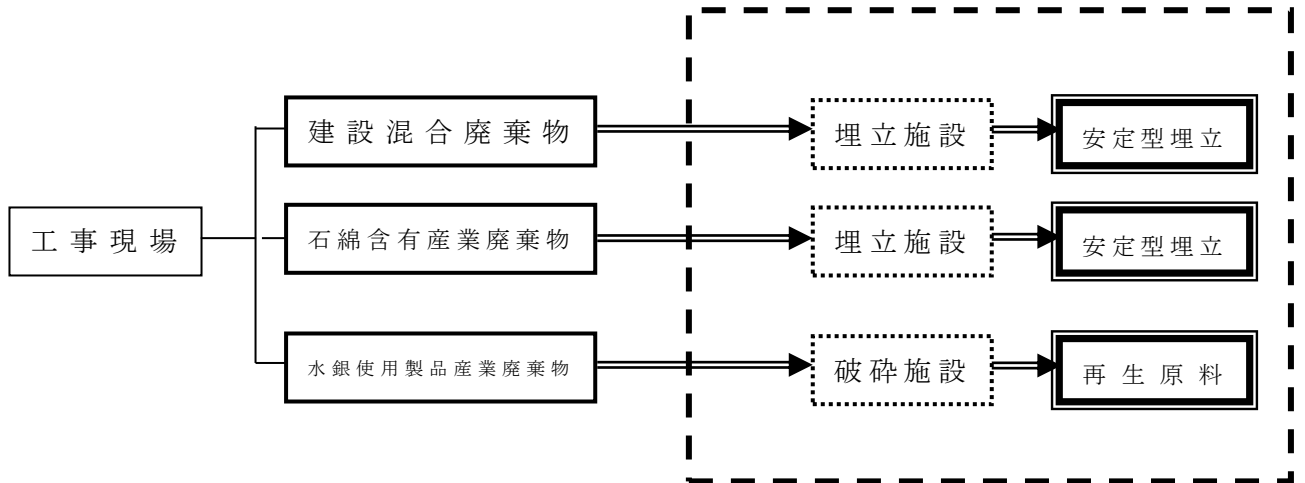 建設混合廃棄物
埋立施設
安定型埋立
工事現場
石綿含有産業廃棄物
埋立施設
安定型埋立
水銀使用製品産業廃棄物
破砕施設
再生原料